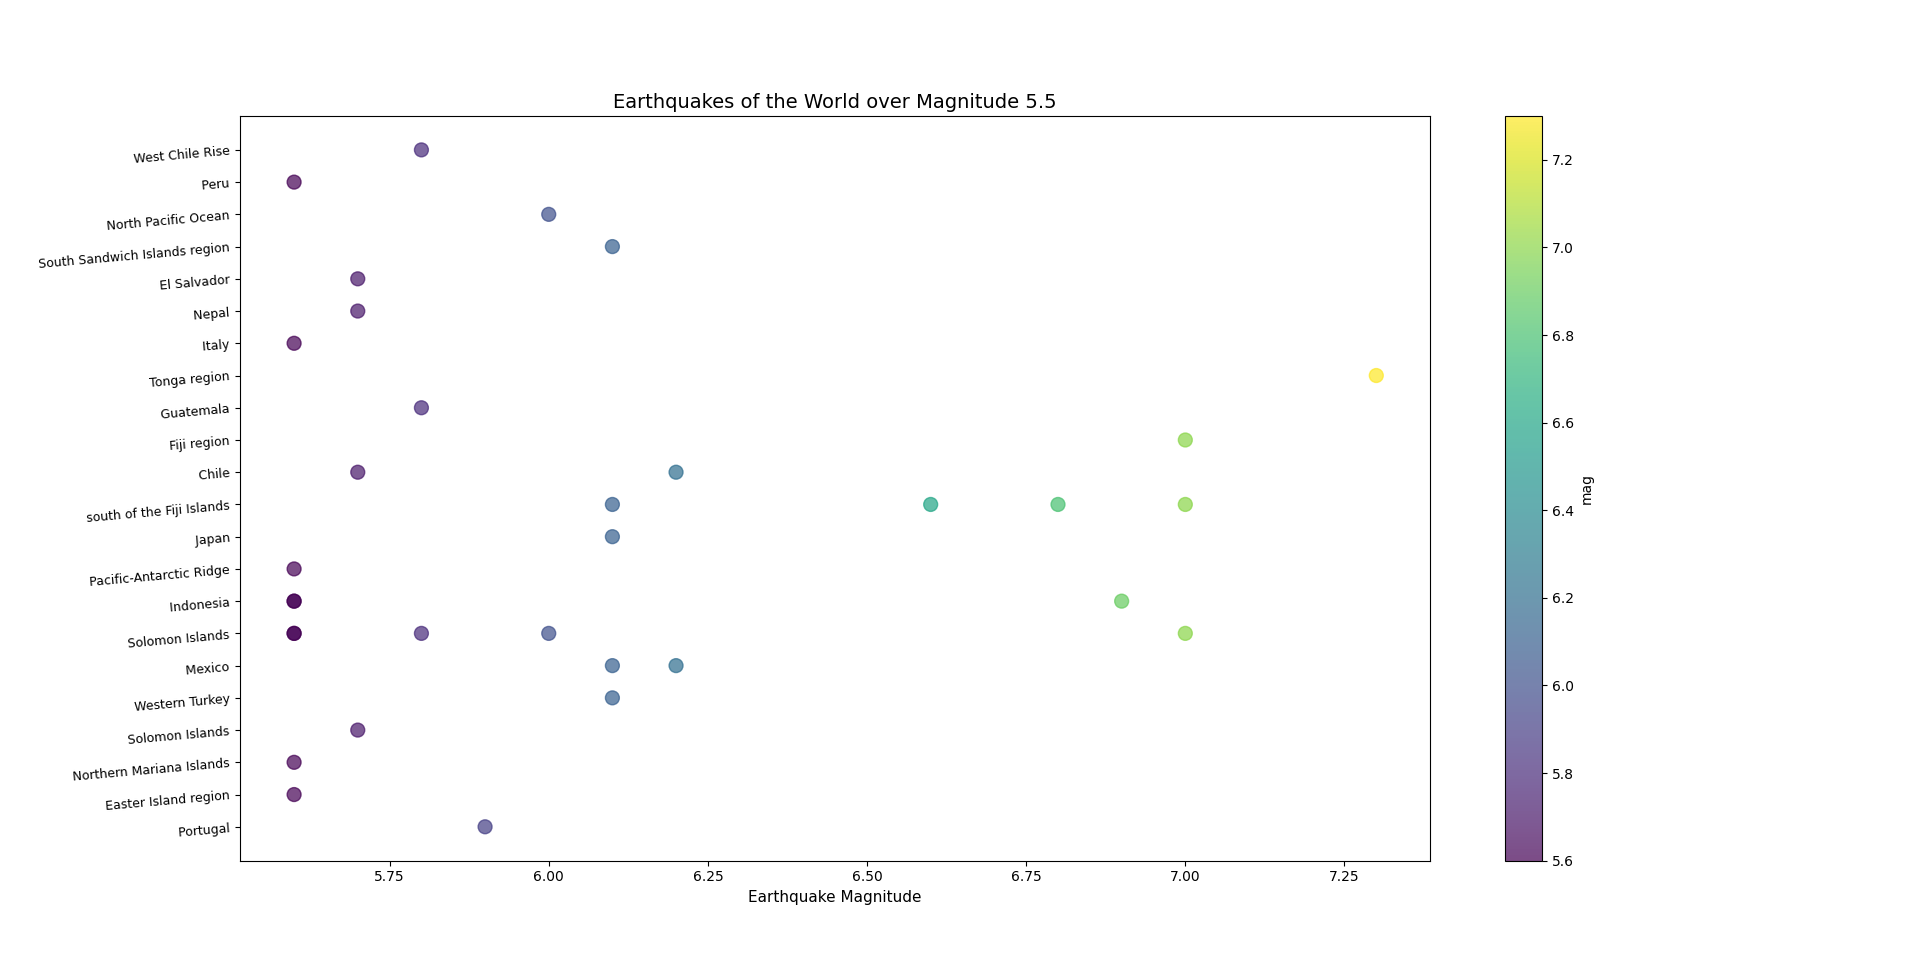 Earthquakes of the World over Magnitude 5.5
West Chile Rise
Peru
North Pacific Ocean
South Sandwich Islands region
El Salvador
Nepal
Italy
Tonga region
Guatemala
Fiji region
Chile
south of the Fiji Islands
Japan
Pacific-Antarctic Ridge
Indonesia
Solomon Islands
Mexico
Western Turkey
Solomon Islands
Northern Mariana Islands
Easter Island region
Portugal
5.75 6.00 6.25 6.50 6.75 7.00 7.25
Earthquake Magnitude
7.2
7.0
6.8
6.6
6.4
6.2
6.0
5.8
5.6
mag